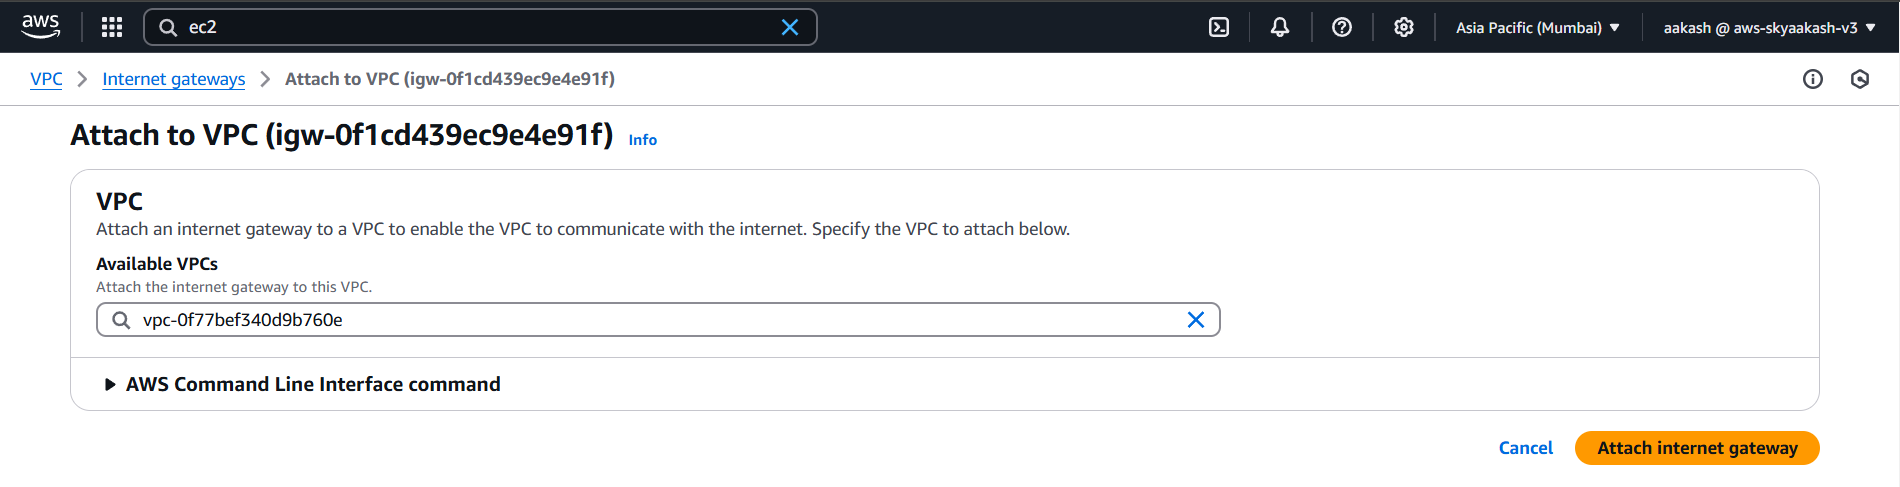 aws
ec2
Asia Pacific (Mumbai)
aakash @ aws-skyaakash-v3
VPC
Internet gateways
Attach to VPC (igw-0f1cd439ec9e4e91f)
Attach to VPC (igw-0f1cd439ec9e4e91f)
Info
VPC
Attach an internet gateway to a VPC to enable the VPC to communicate with the internet. Specify the VPC to attach below.
Available VPCs
Attach the internet gateway to this VPC.
vpc-0f77bef340d9b760e
AWS Command Line Interface command
Cancel
Attach internet gateway